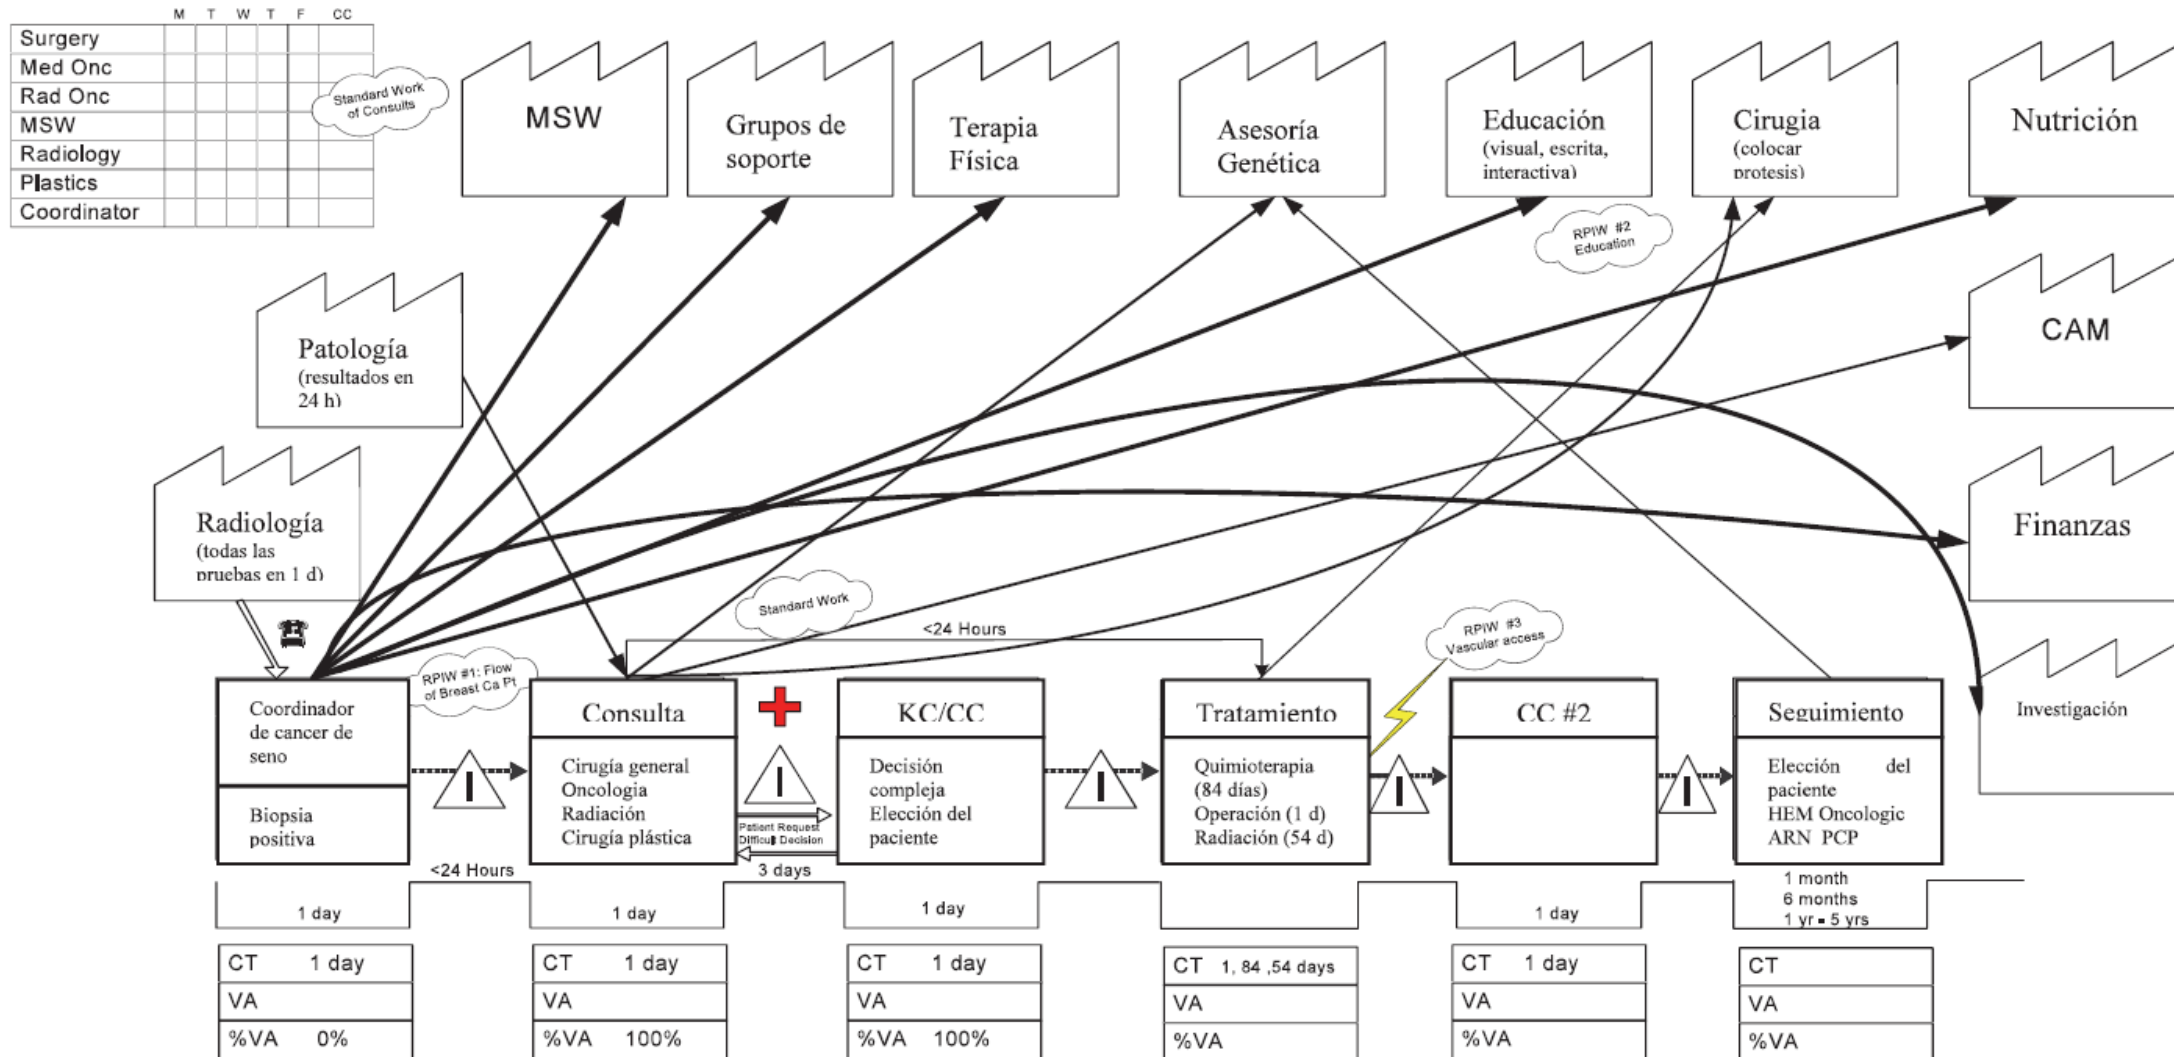 M T W T F CC
Surgery
Med Onc
Rad Onc
MSW
Radiology
Plastics
Coordinator
Standard Work
of Consults
MSW
Grupos de
soporte
Terapia
Física
Asesoría
Genética
Educación
(visual, escrita,
interactiva)
Cirugia
(colocar
protesis)
Nutrición
RPIW #2
Education
Patología
(resultados en
24 h)
CAM
Radiología
(todas las
pruebas en 1 d)
Finanzas
Standard Work
<24 Hours
RPIW #3
Vascular access
Investigación
RPIW #1: Flow
of Breast Ca Pt
Coordinador
de cancer de
seno
Biopsia
positiva
Consulta
Cirugía general
Oncologia
Radiación
Cirugía plástica
I
I
Patient Request
Difficult Decision
KC/CC
Decisión
compleja
Elección del
paciente
I
Tratamiento
Quimioterapia
(84 días)
Operación (1 d)
Radiación (54 d)
I
CC #2
I
Seguimiento
Elección del
paciente
HEM Oncologic
ARN PCP
<24 Hours
3 days
1 day
1 day
1 day
1 day
1 month
6 months
1 yr - 5 yrs
CT 1 day
VA
%VA 0%
CT 1 day
VA
%VA 100%
CT 1 day
VA
%VA 100%
CT 1, 84 ,54 days
VA
%VA
CT 1 day
VA
%VA
CT
VA
%VA